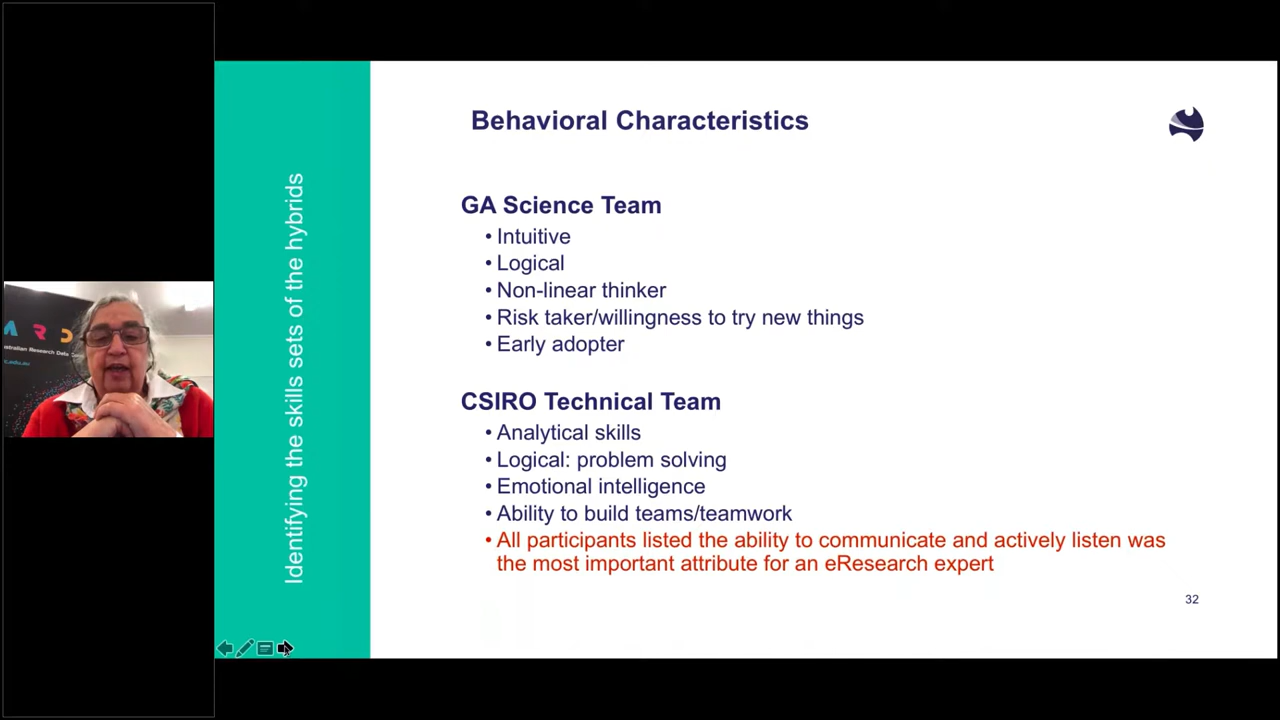 Behavioral Characteristics
Identifying the skills sets of the hybrids
GA Science Team
• Intuitive
• Logical
• Non-linear thinker
• Risk taker/willingness to try new things
• Early adopter
CSIRO Technical Team
• Analytical skills
• Logical: problem solving
• Emotional intelligence
• Ability to build teams/teamwork
• All participants listed the ability to communicate and actively listen was
the most important attribute for an eResearch expert
32
A R D
Australian Research Data